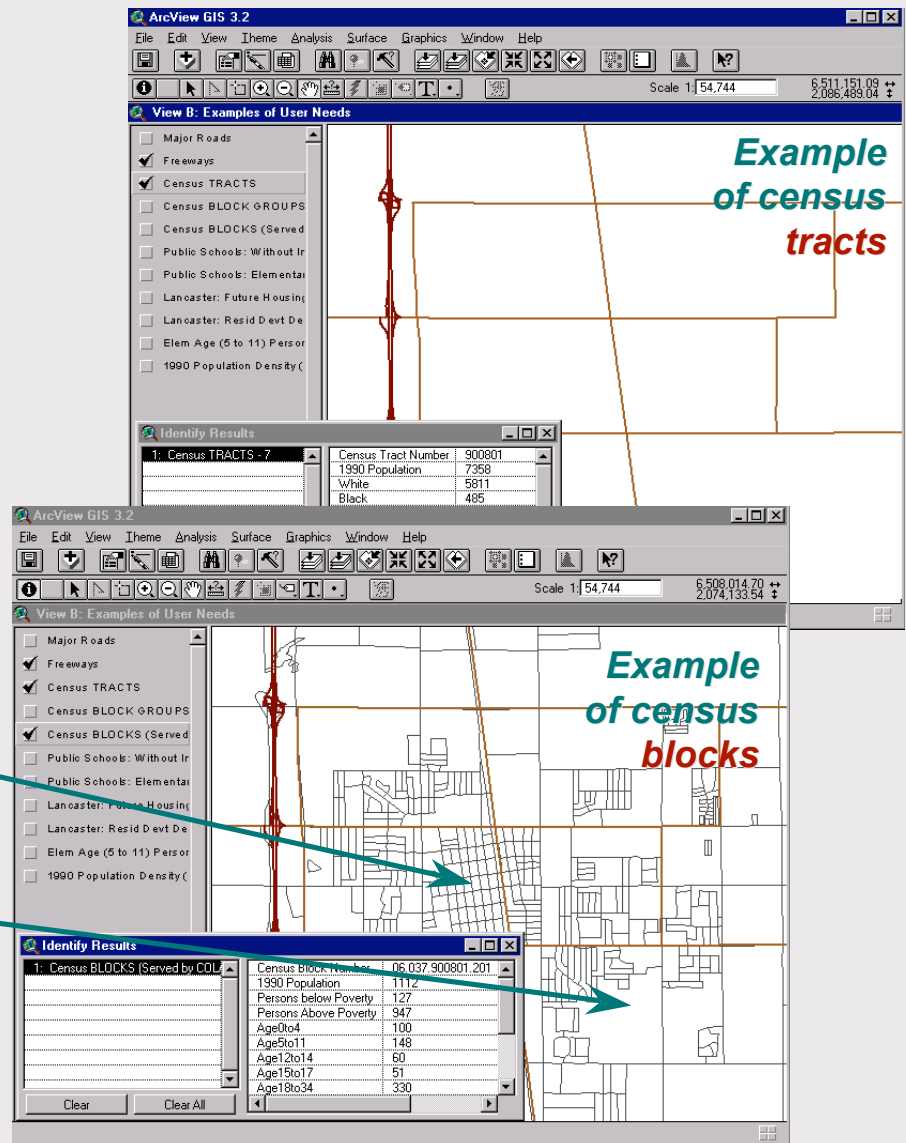 ArcView GIS 3.2
File Edit View Theme Analysis Surface Graphics Window Help
Scale 1: 54,744
6,511,151.09
2,086,489.04
View B: Examples of User Needs
Major Roads
Freeways
Census TRACTS
Census BLOCK GROUPS
Census BLOCKS (Served
Public Schools: Without Ir
Public Schools: Elementar
Lancaster: Future Housing
Lancaster: Resid Devt De
Elem Age (5 to 11) Person
1990 Population Density (
Example
of census
tracts
Identify Results
1: Census TRACTS - 7
Census Tract Number 900801
1990 Population 7358
White 5811
Black 485
ArcView GIS 3.2
File Edit View Theme Analysis Surface Graphics Window Help
T
Scale 1: 54,744
6,508,014.70
2,074,133.54
View B: Examples of User Needs
Major Roads
Freeways
Census TRACTS
Census BLOCK GROUPS
Census BLOCKS (Served
Public Schools: Without Ir
Public Schools: Elementar
Lancaster: Future Housing
Lancaster: Resid Devt De
Elem Age (5 to 11) Person
1990 Population Density (
Example
of census
blocks
Identify Results
1: Census BLOCKS (Served by COLA
Census Block Number 06.037.900801.201
1990 Population 1112
Persons below Poverty 127
Persons Above Poverty 947
Age0to4 100
Age5to11 148
Age12to14 60
Age15to17 51
Age18to34 330
Clear Clear All